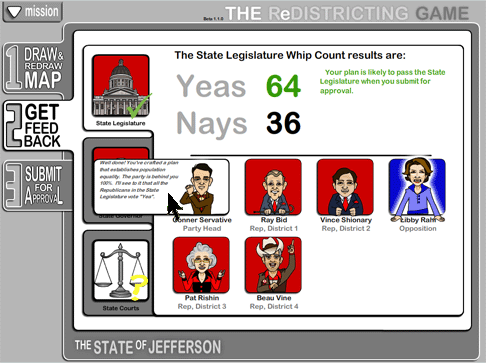 mission
Beta 1.1.0
THE ReDISTRICTING GAME
1 DRAW &
REDRAW
MAP
2 GET
FEED
BACK
3 SUBMIT
FOR
APPROVAL
The State Legislature Whip Count results are:
Yeas 64
Nays 36
Your plan is likely to pass the State
Legislature when you submit for
approval.
State Legislature
State Governor
?
State Courts
Well done! You've crafted a plan
that establishes population
equality. The party is behind you
100%. I'll see to it that all the
Republicans in the State
Legislature vote "Yea".
Conner Servative
Party Head
Ray Bid
Rep, District 1
Vince Shionary
Rep, District 2
Libby Rall
Opposition
Pat Rishin
Rep, District 3
Beau Vine
Rep, District 4
THE STATE OF JEFFERSON